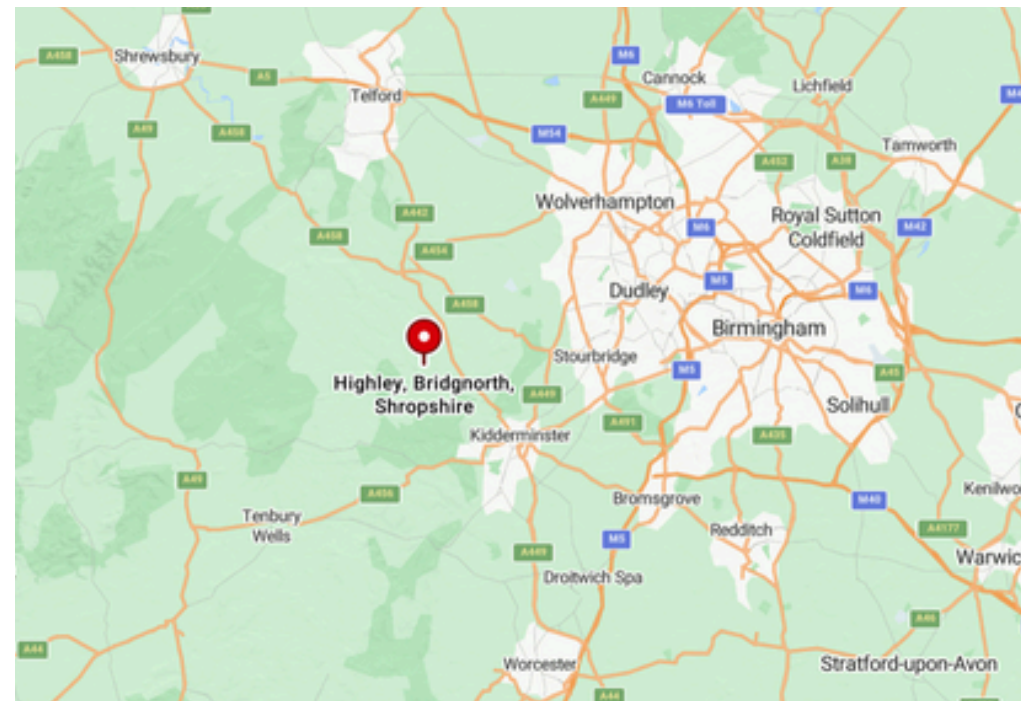 M6
A458
Shrewsbury
A5
Cannock
Lichfield
Telford
A449
M6 Toll
A49
A458
M54
Tamworth
A452
A38
Wolverhampton
A442
Royal Sutton
Coldfield
M6
M42
A458
A454
Dudley
M5
M6
A458
Birmingham
Stourbridge
M5
A45
Highley, Bridgnorth,
Shropshire
A449
Solihull
A491
Kidderminster
A435
A49
A456
Bromsgrove
M40
Tenbury
Wells
Redditch
A4177
M5
A449
Droitwich Spa
A46
A44
Worcester
Stratford-upon-Avon
A44